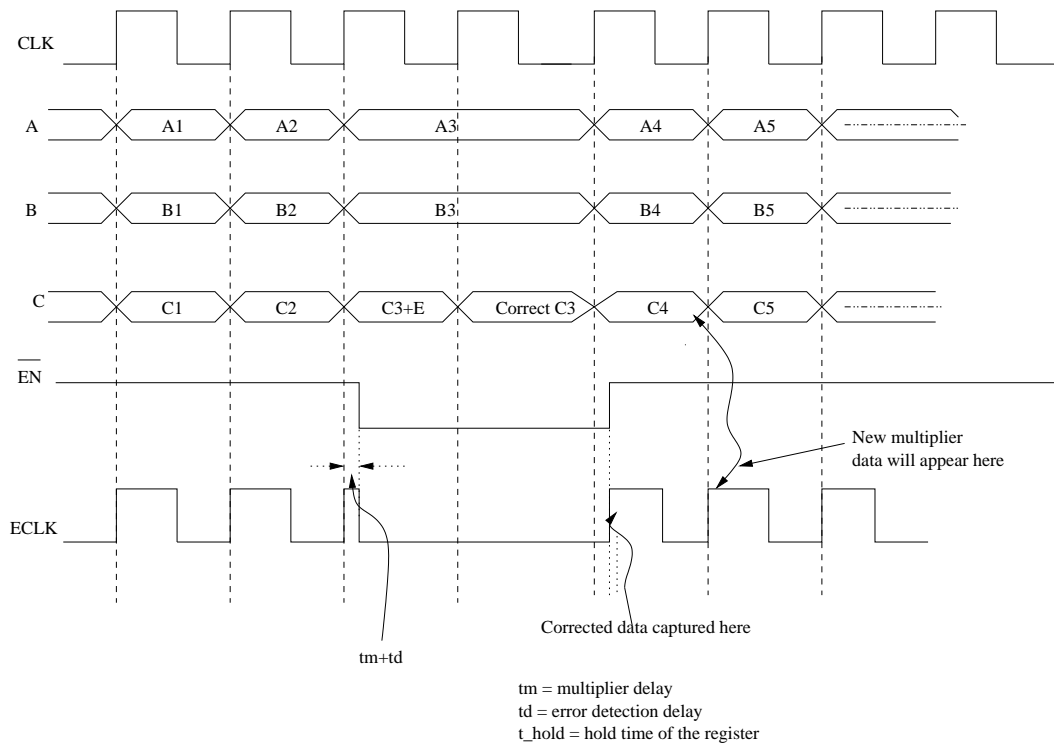 CLK
A A1 A2 A3 A4 A5
B B1 B2 B3 B4 B5
C C1 C2 C3+E Correct C3 C4 C5
EN
New multiplier
data will appear here
ECLK
Corrected data captured here
tm+td
tm = multiplier delay
td = error detection delay
t_hold = hold time of the register